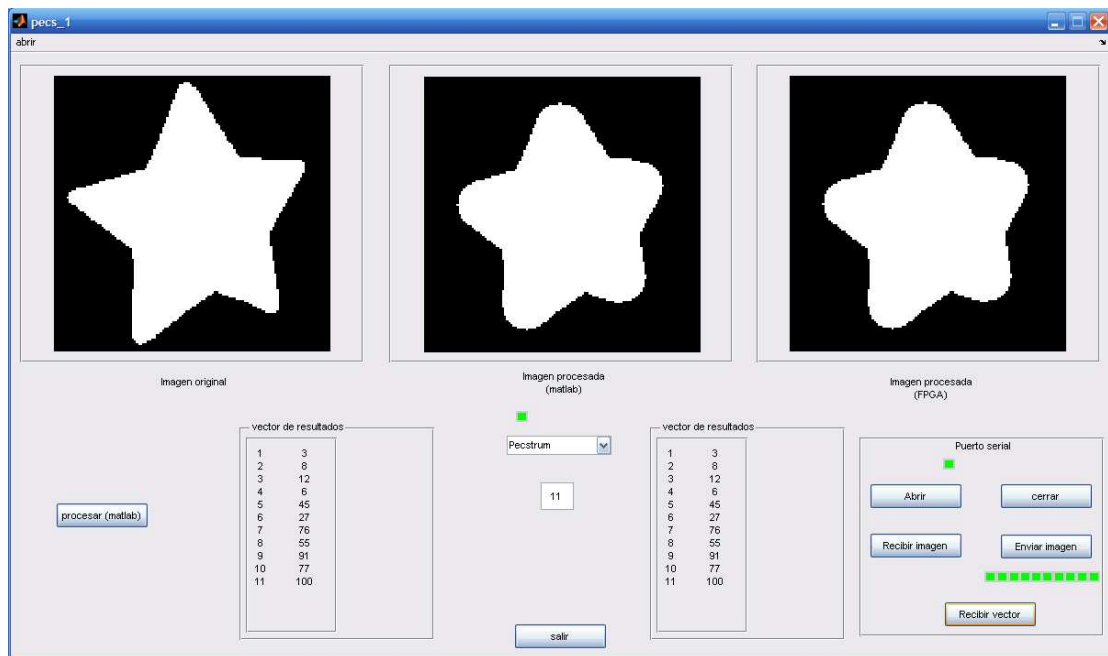 pecs_1
abrir
Imagen original
Imagen procesada
(matlab)
Imagen procesada
(FPGA)
procesar (matlab)
vector de resultados
1 3
2 8
3 12
4 6
5 45
6 27
7 76
8 55
9 91
10 77
11 100
Pecstrum
11
salir
vector de resultados
1 3
2 8
3 12
4 6
5 45
6 27
7 76
8 55
9 91
10 77
11 100
Puerto serial
Abrir
cerrar
Recibir imagen
Enviar imagen
Recibir vector